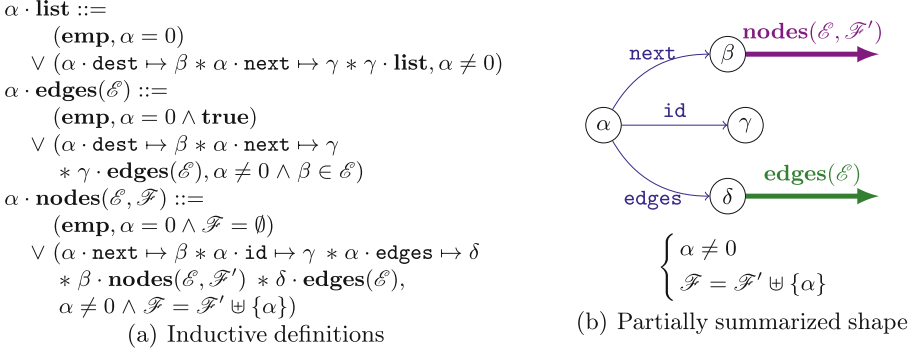 α · list ::=
(emp, α = 0)
∨ (α · dest ↦ β ∗ α · next ↦ γ ∗ γ · list, α ≠ 0)
α · edges(ℰ) ::=
(emp, α = 0 ∧ true)
∨ (α · dest ↦ β ∗ α · next ↦ γ
∗ γ · edges(ℰ), α ≠ 0 ∧ β ∈ ℰ)
α · nodes(ℰ, ℱ) ::=
(emp, α = 0 ∧ ℱ = ∅)
∨ (α · next ↦ β ∗ α · id ↦ γ ∗ α · edges ↦ δ
∗ β · nodes(ℰ, ℱ′) ∗ δ · edges(ℰ),
α ≠ 0 ∧ ℱ = ℱ′ ⊎ {α})
(a) Inductive definitions
nodes(ℰ, ℱ′)
next
β
α
id
γ
edges(ℰ)
edges
δ
α ≠ 0
ℱ = ℱ′ ⊎ {α}
(b) Partially summarized shape